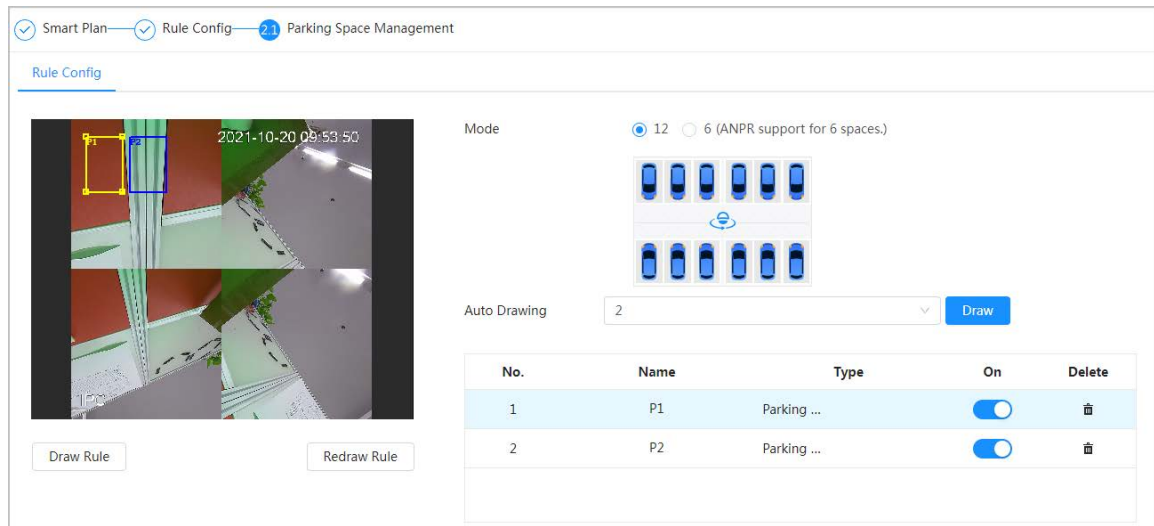 Smart Plan Rule Config 2.1 Parking Space Management
Rule Config
P1 P2 2021-10-20 09:53:50
IPC
Draw Rule Redraw Rule
Mode 12 6 (ANPR support for 6 spaces.)
Auto Drawing 2 Draw
No. Name Type On Delete
1 P1 Parking ...
2 P2 Parking ...